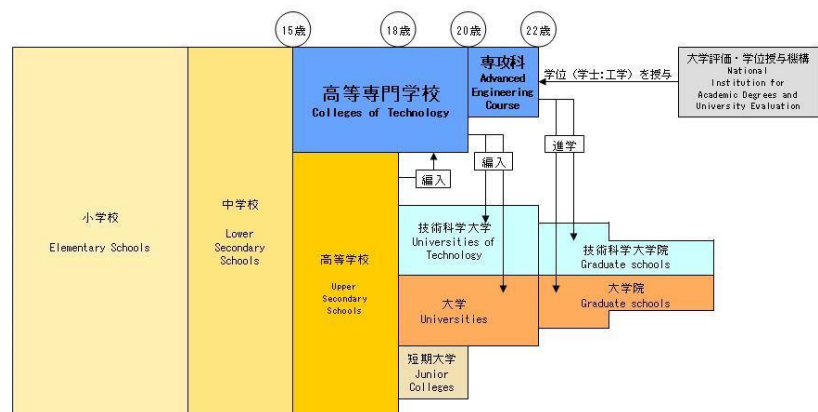 15歳
18歳
20歳
22歳
高等専門学校
Colleges of Technology
専攻科
Advanced
Engineering
Course
学位（学士:工学）を授与
大学評価・学位授与機構
National
Institution for
Academic Degrees and
University Evaluation
編入
編入
進学
小学校
Elementary Schools
中学校
Lower
Secondary
Schools
高等学校
Upper
Secondary
Schools
技術科学大学
Universities of
Technology
技術科学大学院
Graduate schools
大学
Universities
大学院
Graduate schools
短期大学
Junior
Colleges